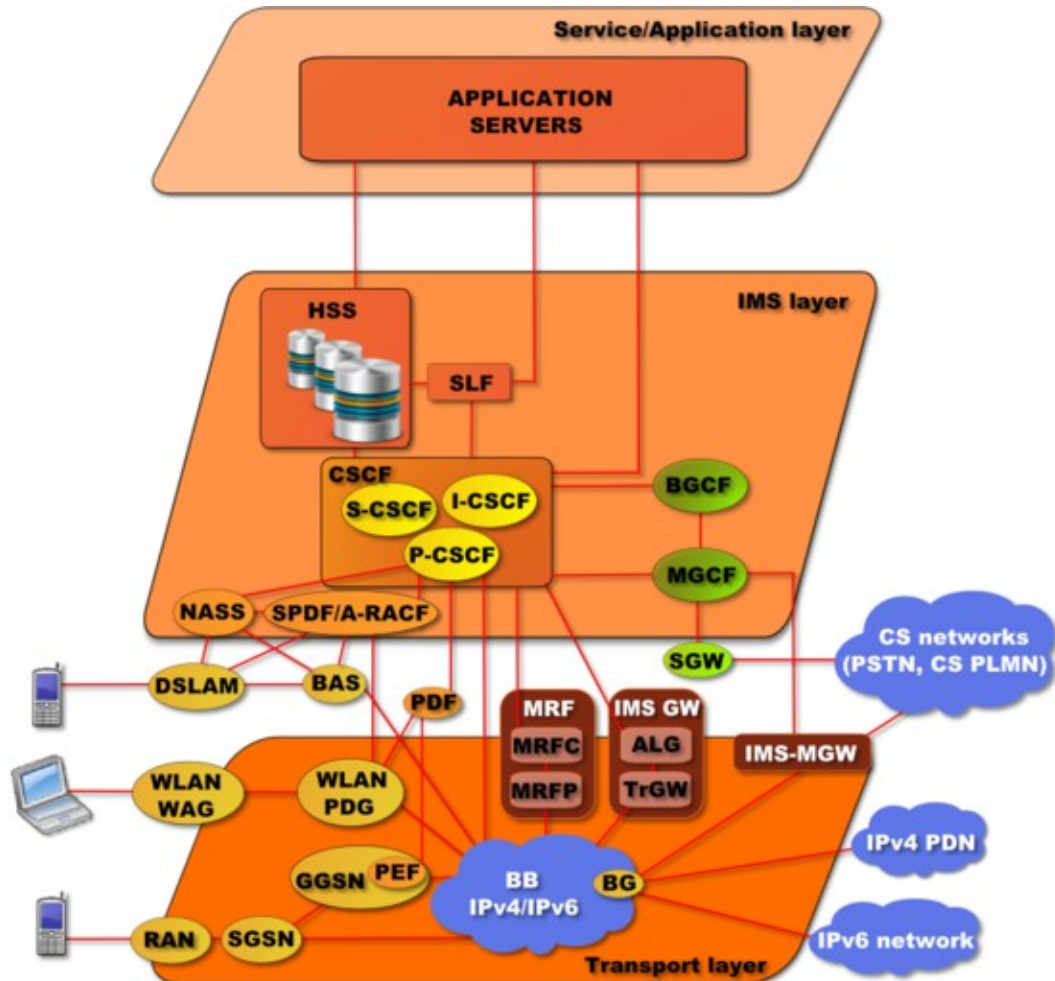 Service/Application layer
APPLICATION
SERVERS
IMS layer
HSS
SLF
CSCF
S-CSCF
I-CSCF
P-CSCF
BGCF
MGCF
NASS
SPDF/A-RACF
SGW
CS networks
(PSTN, CS PLMN)
DSLAM
BAS
PDF
MRF
MRFC
MRFP
IMS GW
ALG
TrGW
IMS-MGW
WLAN
WAG
WLAN
PDG
IPv4 PDN
GGSN
PEF
BB
IPv4/IPv6
BG
RAN
SGSN
IPv6 network
Transport layer